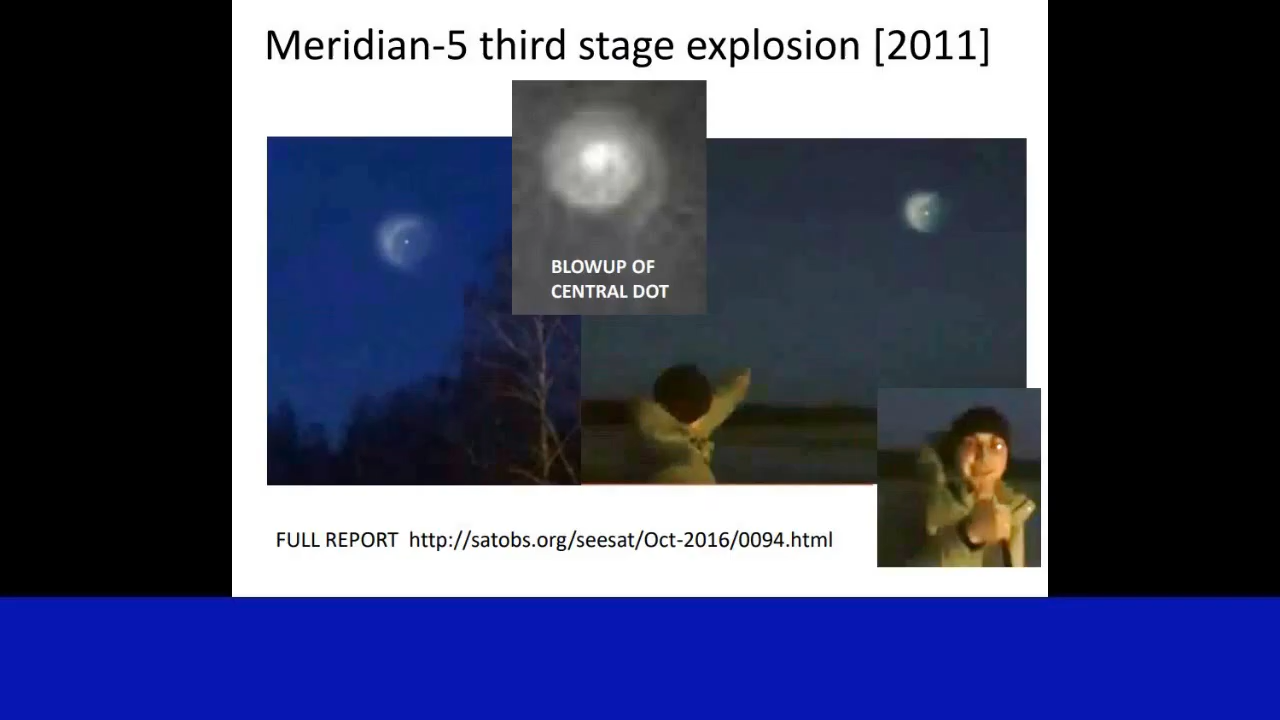 Meridian-5 third stage explosion [2011]
BLOWUP OF
CENTRAL DOT
FULL REPORT http://satobs.org/seesat/Oct-2016/0094.html